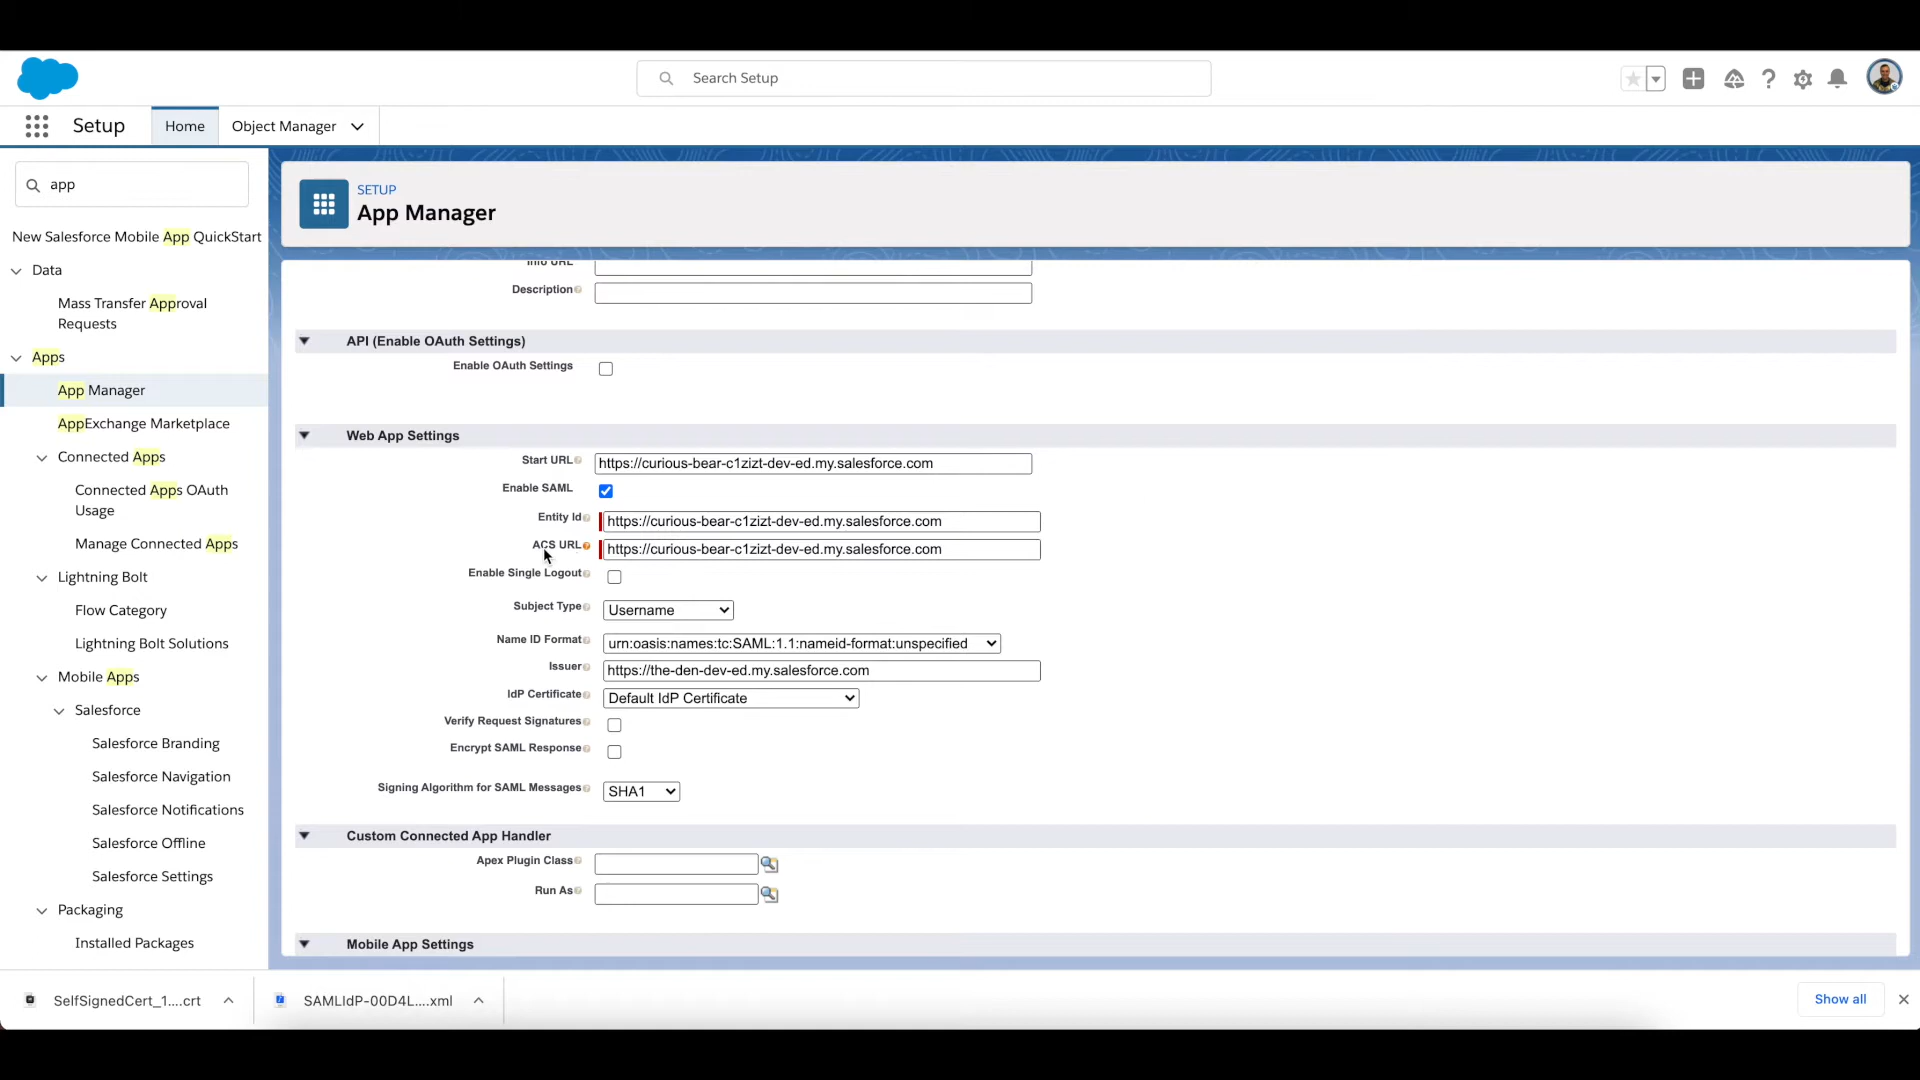 Search Setup
Setup
Home
Object Manager
app
New Salesforce Mobile App QuickStart
Data
Mass Transfer Approval
Requests
Apps
App Manager
AppExchange Marketplace
Connected Apps
Connected Apps OAuth
Usage
Manage Connected Apps
Lightning Bolt
Flow Category
Lightning Bolt Solutions
Mobile Apps
Salesforce
Salesforce Branding
Salesforce Navigation
Salesforce Notifications
Salesforce Offline
Salesforce Settings
Packaging
Installed Packages
SETUP
App Manager
Info URL
Description
API (Enable OAuth Settings)
Enable OAuth Settings
Web App Settings
Start URL https://curious-bear-c1zizt-dev-ed.my.salesforce.com
Enable SAML
Entity Id https://curious-bear-c1zizt-dev-ed.my.salesforce.com
ACS URL https://curious-bear-c1zizt-dev-ed.my.salesforce.com
Enable Single Logout
Subject Type Username
Name ID Format urn:oasis:names:tc:SAML:1.1:nameid-format:unspecified
Issuer https://the-den-dev-ed.my.salesforce.com
IdP Certificate Default IdP Certificate
Verify Request Signatures
Encrypt SAML Response
Signing Algorithm for SAML Messages SHA1
Custom Connected App Handler
Apex Plugin Class
Run As
Mobile App Settings
SelfSignedCert_1....crt
SAMLIdP-00D4L....xml
Show all